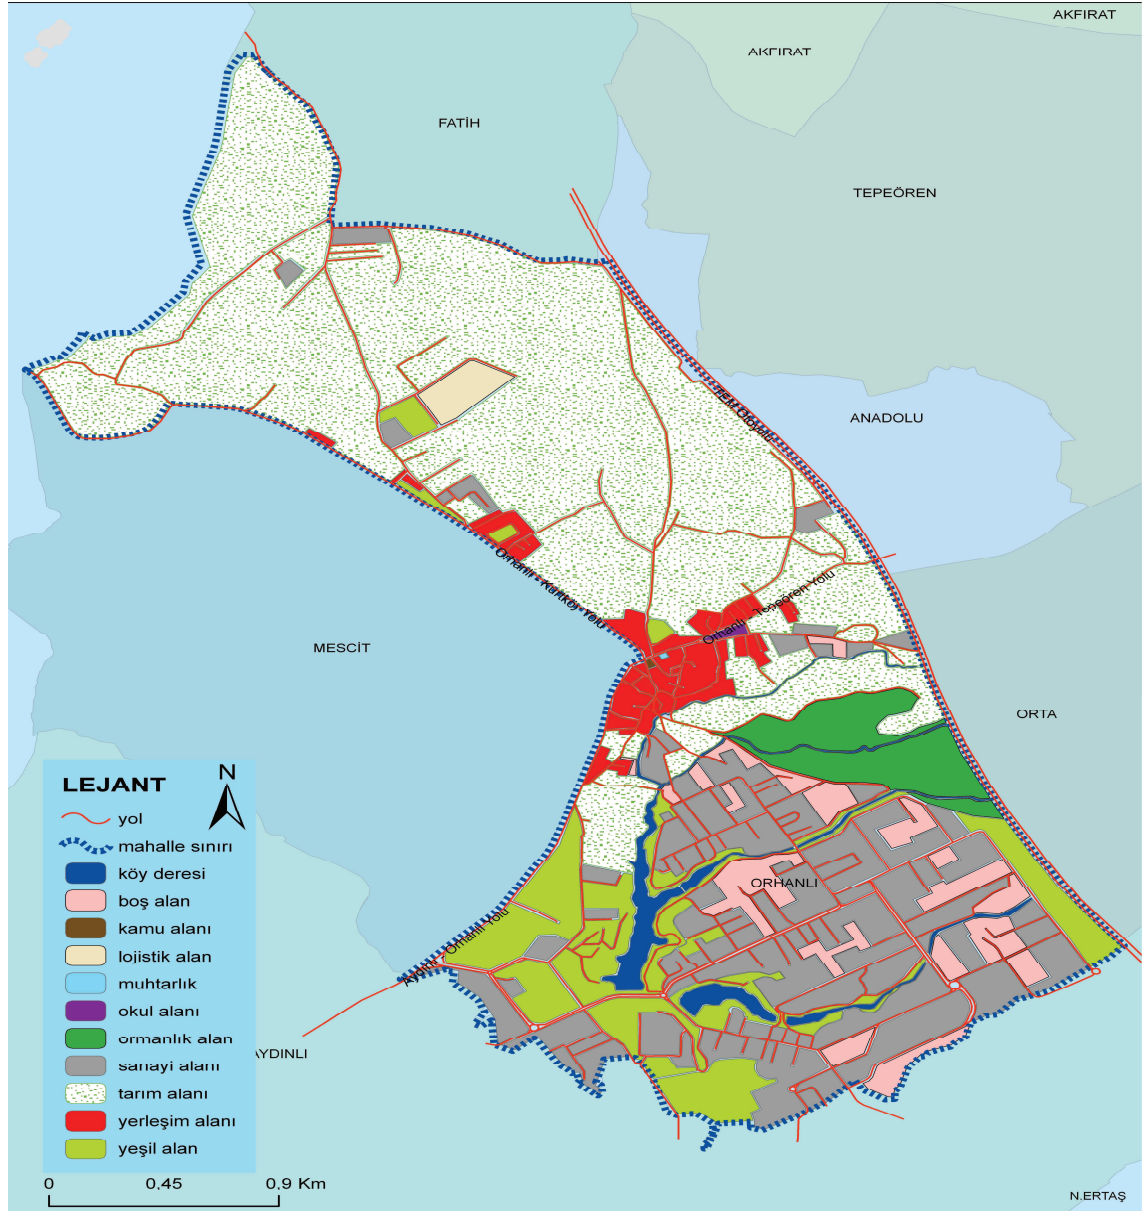 AKFIRAT
AKFIRAT
FATİH
TEPEÖREN
ANADOLU
TEM Otoyolu
Orhanlı - Kurtköy Yolu
Orhanlı - Tepeören Yolu
MESCİT
ORTA
ORHANLI
Aydınlı - Orhanlı Yolu
AYDINLI
LEJANT
N
yol
mahalle sınırı
köy deresi
boş alan
kamu alanı
lojistik alan
muhtarlık
okul alanı
ormanlık alan
sanayi alanı
tarım alanı
yerleşim alanı
yeşil alan
0 0,45 0,9 Km
N.ERTAŞ